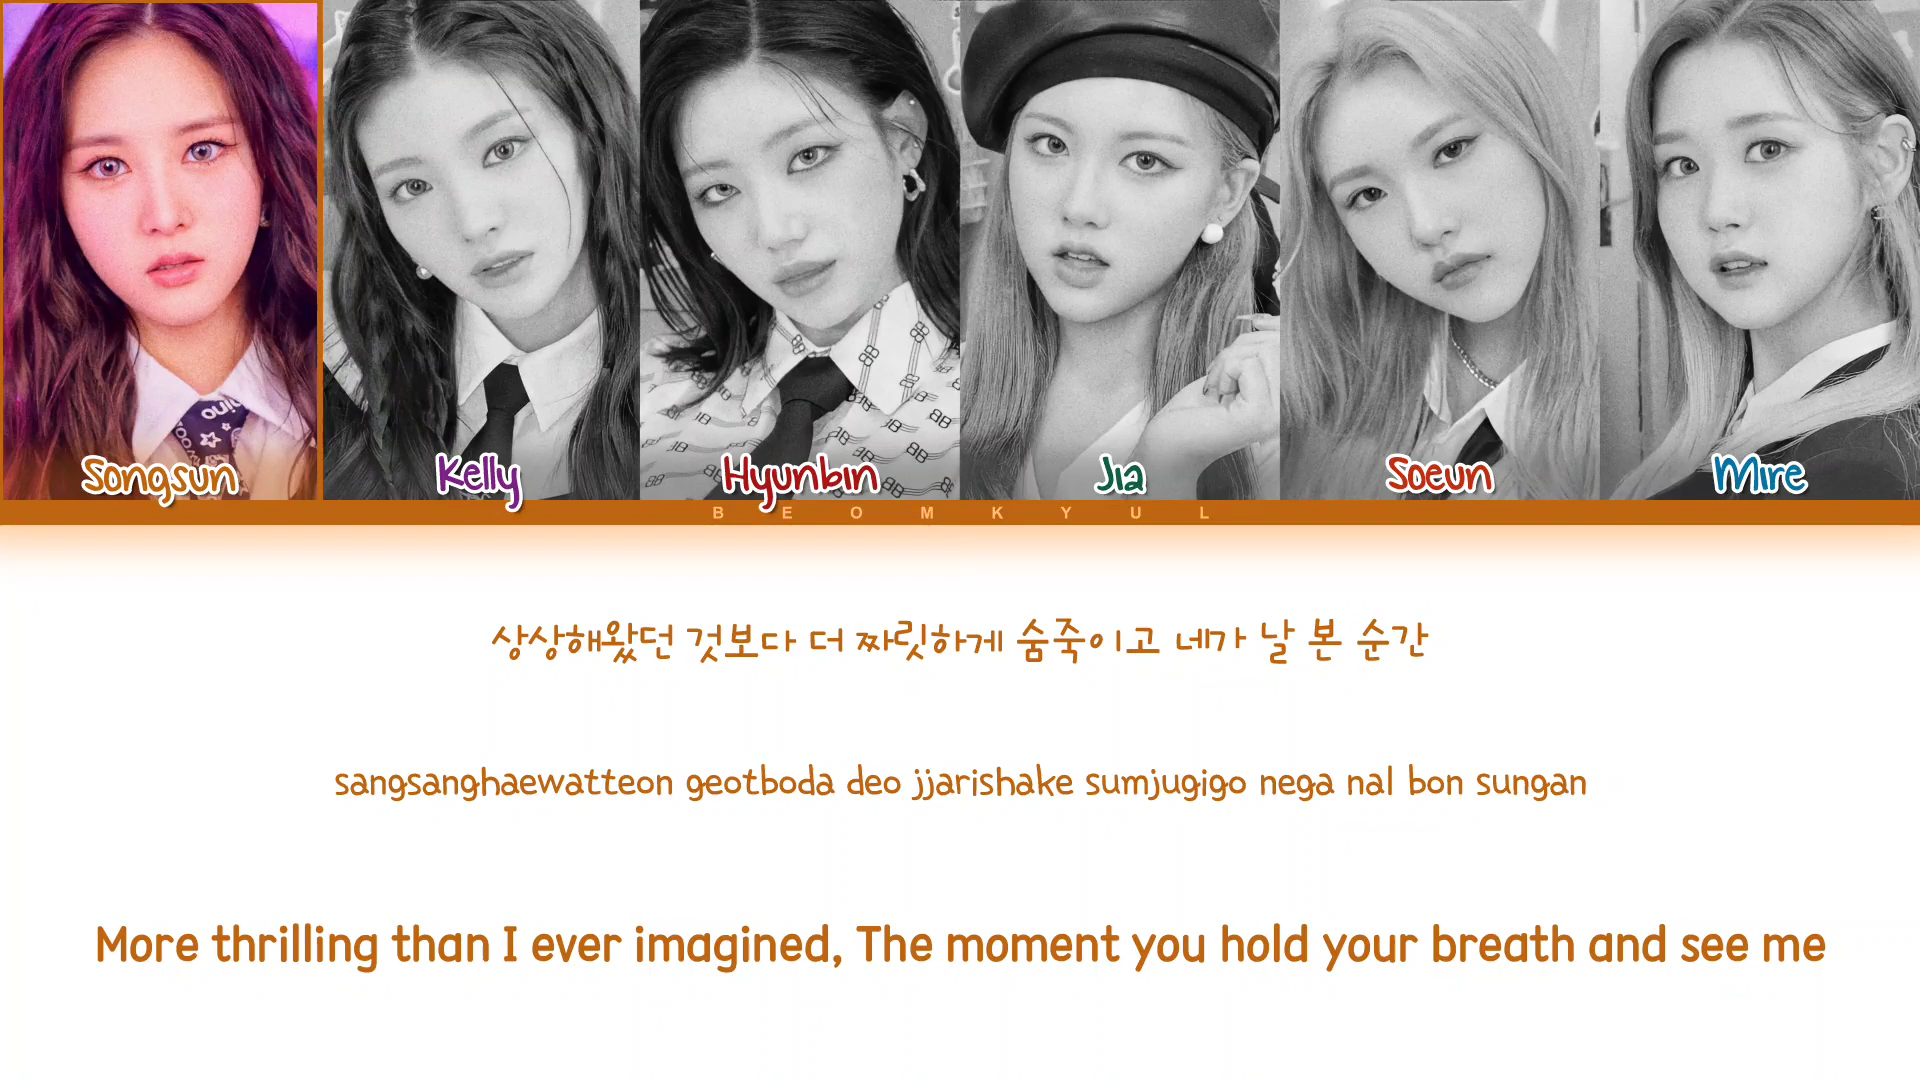 Songsun Kelly Hyunbin Jia Soeun Mire
BEOMKYUL
상상해왔던 것보다 더 짜릿하게 숨죽이고 네가 날 본 순간
sangsanghaewatteon geotboda deo jjarishake sumjugigo nega nal bon sungan
More thrilling than I ever imagined, The moment you hold your breath and see me